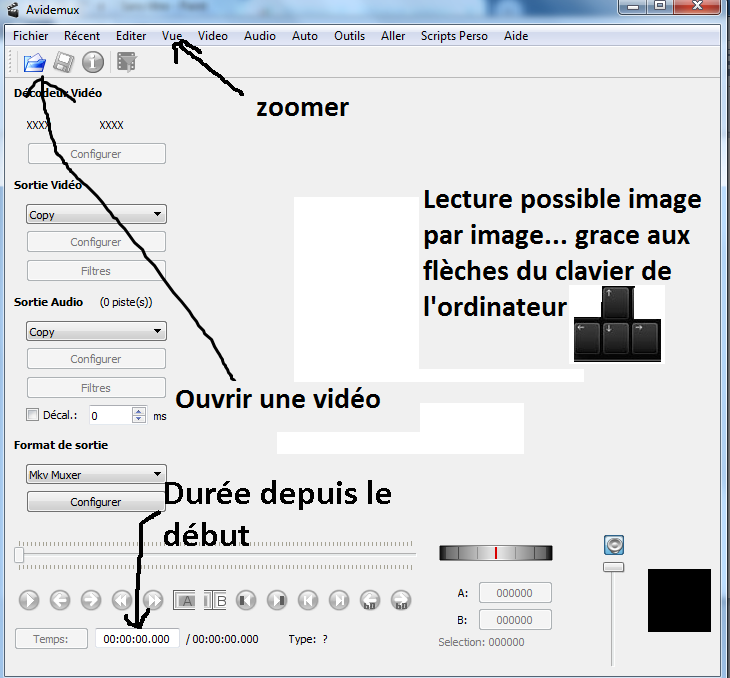 Avidemux
Fichier Récent Editer Vue Video Audio Auto Outils Aller Scripts Perso Aide
Décodeur Vidéo
XXXX XXXX
Configurer
zoomer
Sortie Vidéo
Copy
Configurer
Filtres
Lecture possible image
par image... grace aux
flèches du clavier de
l'ordinateur
Sortie Audio (0 piste(s))
Copy
Configurer
Filtres
Décal.: 0 ms
Ouvrir une vidéo
Format de sortie
Mkv Muxer
Configurer
Durée depuis le
début
A B
60 60
A: 000000
B: 000000
Selection: 000000
Temps: 00:00:00.000 / 00:00:00.000 Type: ?